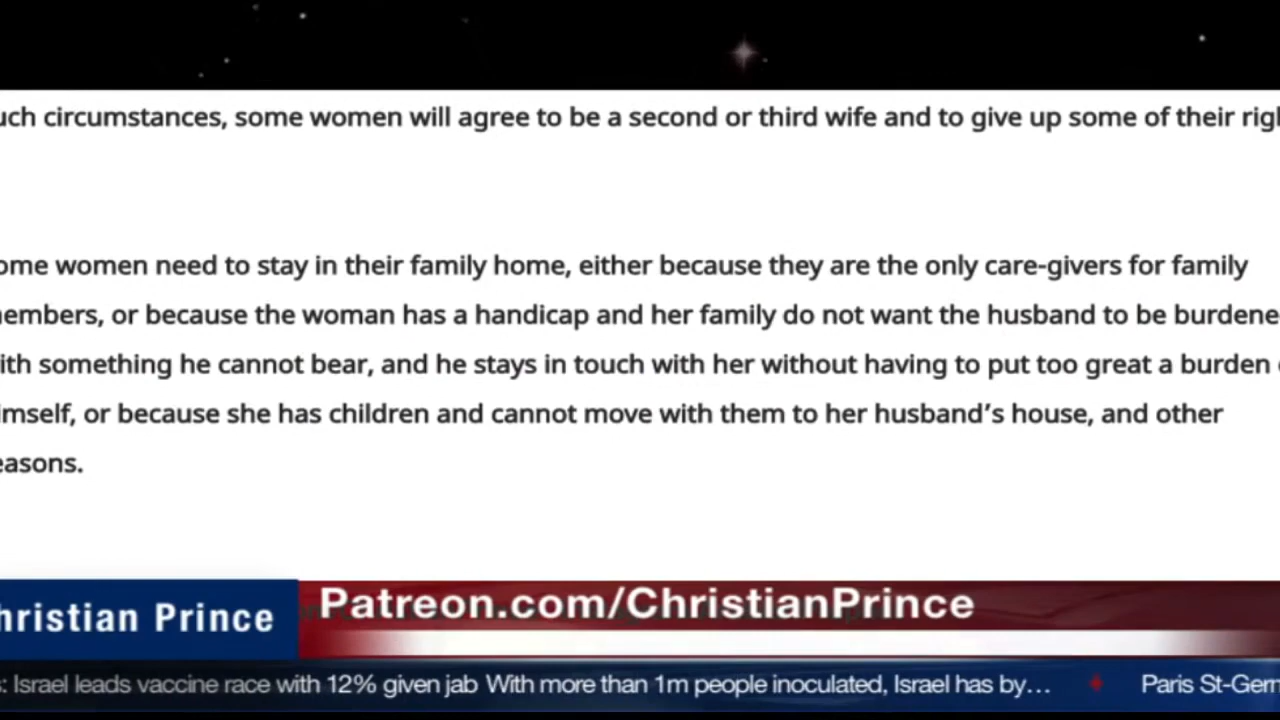 uch circumstances, some women will agree to be a second or third wife and to give up some of their righ
ome women need to stay in their family home, either because they are the only care-givers for family
embers, or because the woman has a handicap and her family do not want the husband to be burdene
ith something he cannot bear, and he stays in touch with her without having to put too great a burden
imself, or because she has children and cannot move with them to her husband's house, and other
easons.
hristian Prince
Patreon.com/ChristianPrince
s: Israel leads vaccine race with 12% given jab With more than 1m people inoculated, Israel has by… Paris St-Germ